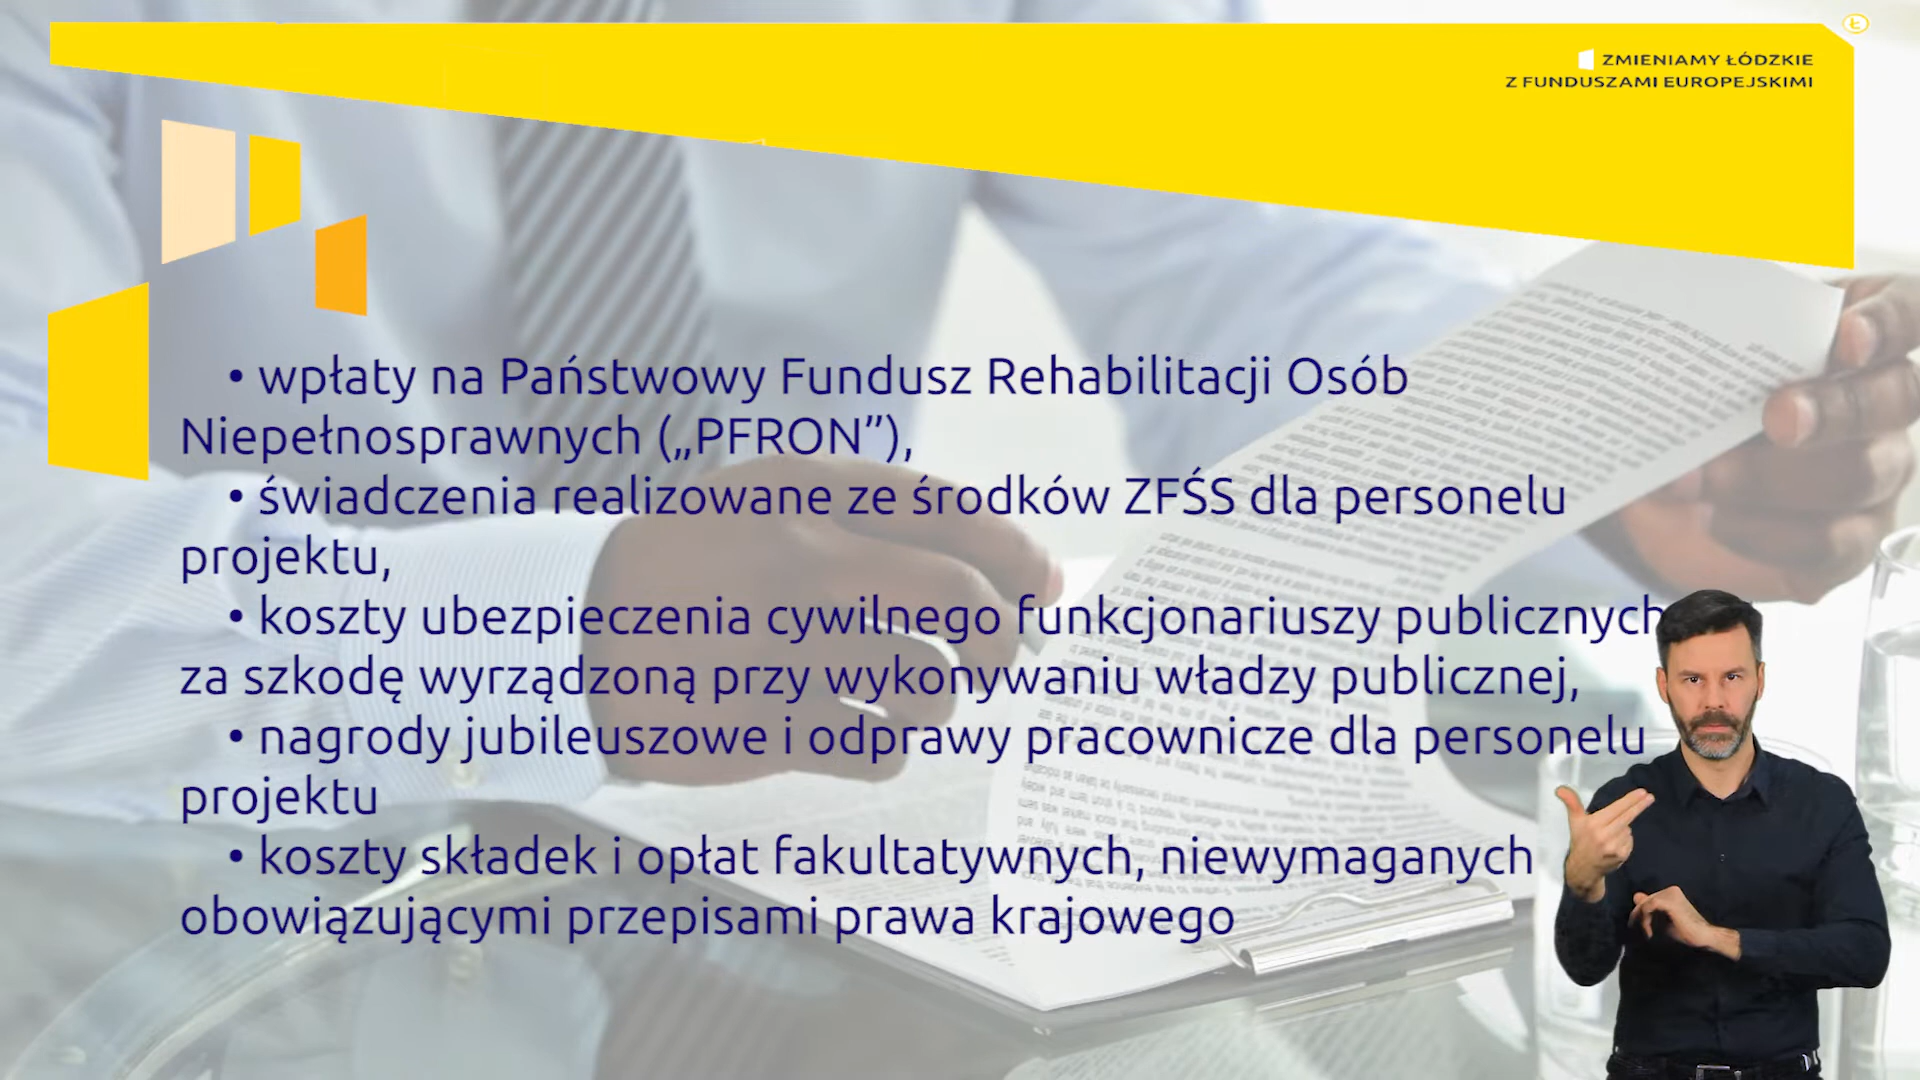 Ł
ZMIENIAMY ŁÓDZKIE
Z FUNDUSZAMI EUROPEJSKIMI
• wpłaty na Państwowy Fundusz Rehabilitacji Osób
Niepełnosprawnych („PFRON”),
• świadczenia realizowane ze środków ZFŚS dla personelu
projektu,
• koszty ubezpieczenia cywilnego funkcjonariuszy publicznych
za szkodę wyrządzoną przy wykonywaniu władzy publicznej,
• nagrody jubileuszowe i odprawy pracownicze dla personelu
projektu
• koszty składek i opłat fakultatywnych, niewymaganych
obowiązującymi przepisami prawa krajowego